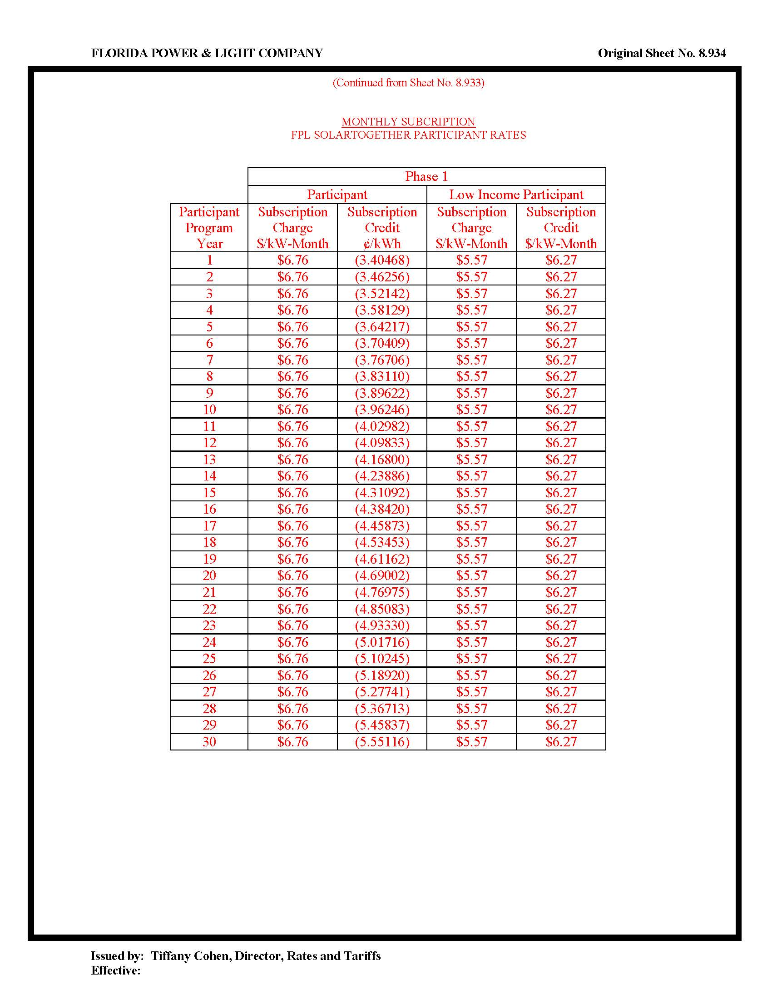 FLORIDA POWER & LIGHT COMPANY Original Sheet No. 8.934
(Continued from Sheet No. 8.933)
MONTHLY SUBCRIPTION
FPL SOLARTOGETHER PARTICIPANT RATES
Phase 1
Participant Low Income Participant
Participant Subscription Subscription Subscription Subscription
Program Charge Credit Charge Credit
Year $/kW-Month ¢/kWh $/kW-Month $/kW-Month
1 $6.76 (3.40468) $5.57 $6.27
2 $6.76 (3.46256) $5.57 $6.27
3 $6.76 (3.52142) $5.57 $6.27
4 $6.76 (3.58129) $5.57 $6.27
5 $6.76 (3.64217) $5.57 $6.27
6 $6.76 (3.70409) $5.57 $6.27
7 $6.76 (3.76706) $5.57 $6.27
8 $6.76 (3.83110) $5.57 $6.27
9 $6.76 (3.89622) $5.57 $6.27
10 $6.76 (3.96246) $5.57 $6.27
11 $6.76 (4.02982) $5.57 $6.27
12 $6.76 (4.09833) $5.57 $6.27
13 $6.76 (4.16800) $5.57 $6.27
14 $6.76 (4.23886) $5.57 $6.27
15 $6.76 (4.31092) $5.57 $6.27
16 $6.76 (4.38420) $5.57 $6.27
17 $6.76 (4.45873) $5.57 $6.27
18 $6.76 (4.53453) $5.57 $6.27
19 $6.76 (4.61162) $5.57 $6.27
20 $6.76 (4.69002) $5.57 $6.27
21 $6.76 (4.76975) $5.57 $6.27
22 $6.76 (4.85083) $5.57 $6.27
23 $6.76 (4.93330) $5.57 $6.27
24 $6.76 (5.01716) $5.57 $6.27
25 $6.76 (5.10245) $5.57 $6.27
26 $6.76 (5.18920) $5.57 $6.27
27 $6.76 (5.27741) $5.57 $6.27
28 $6.76 (5.36713) $5.57 $6.27
29 $6.76 (5.45837) $5.57 $6.27
30 $6.76 (5.55116) $5.57 $6.27
Issued by: Tiffany Cohen, Director, Rates and Tariffs
Effective: